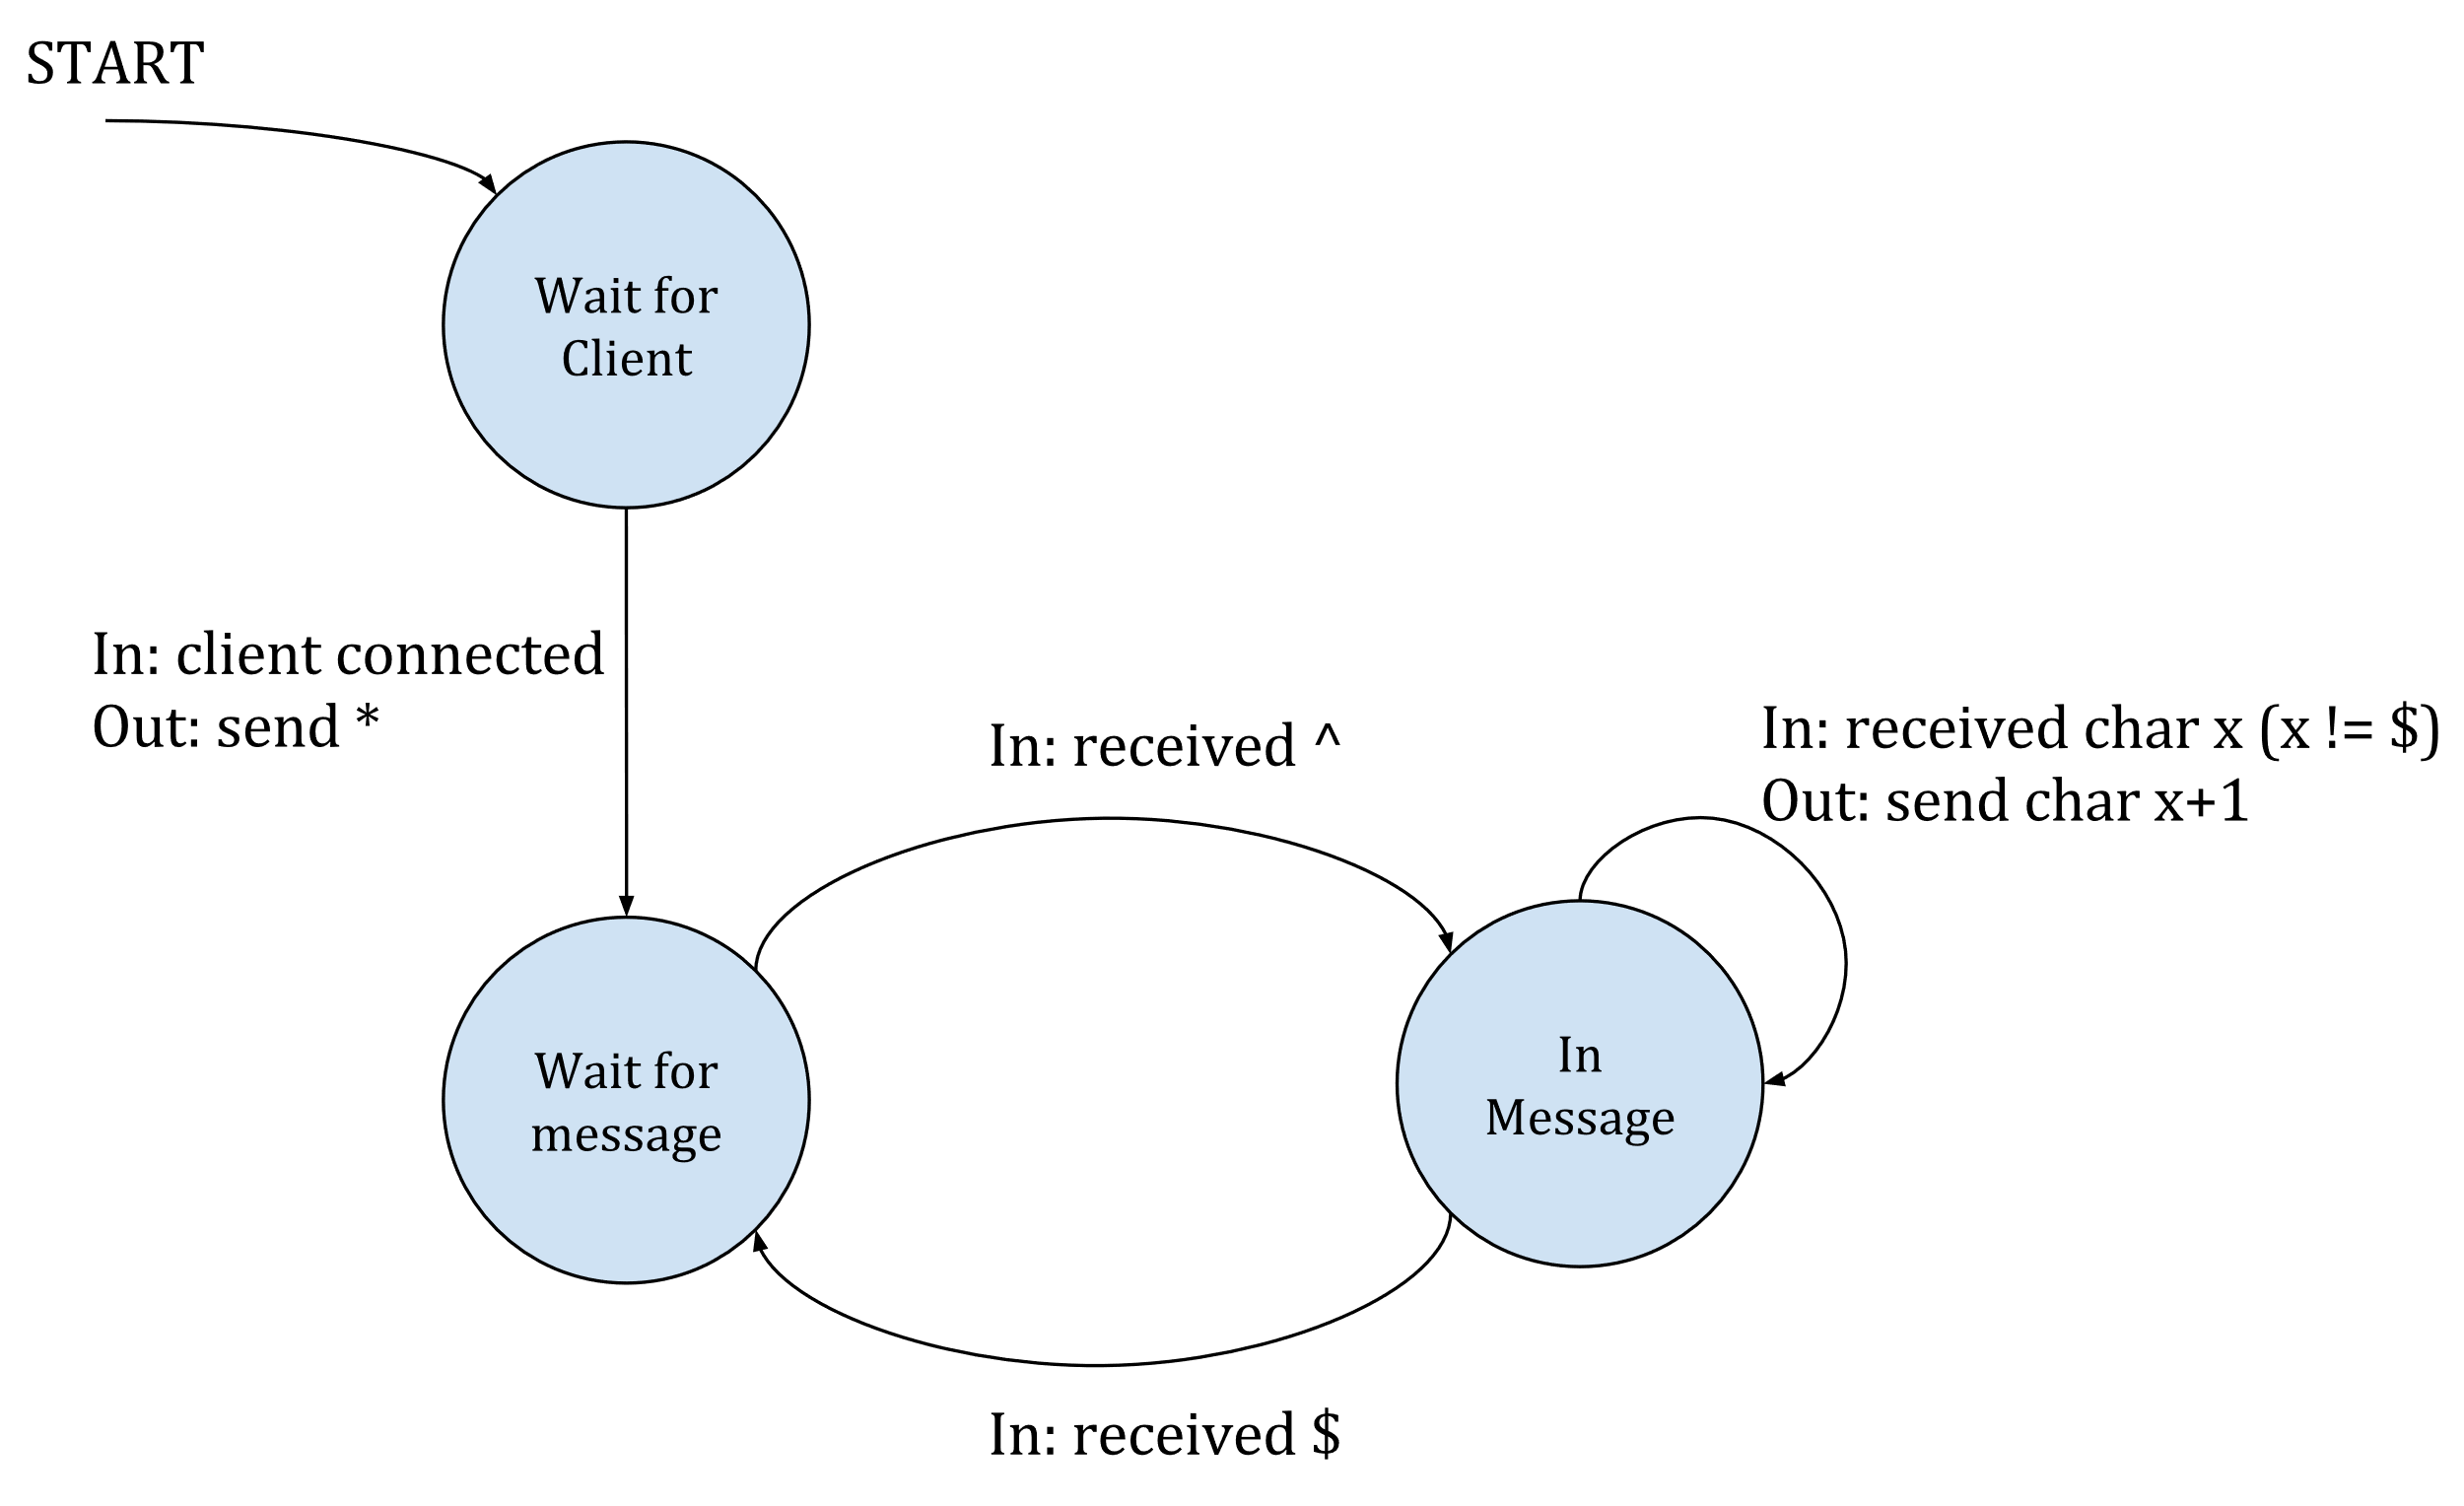 START
Wait for
Client
In: client connected
Out: send *
In: received ^
In: received char x (x != $)
Out: send char x+1
Wait for
message
In
Message
In: received $